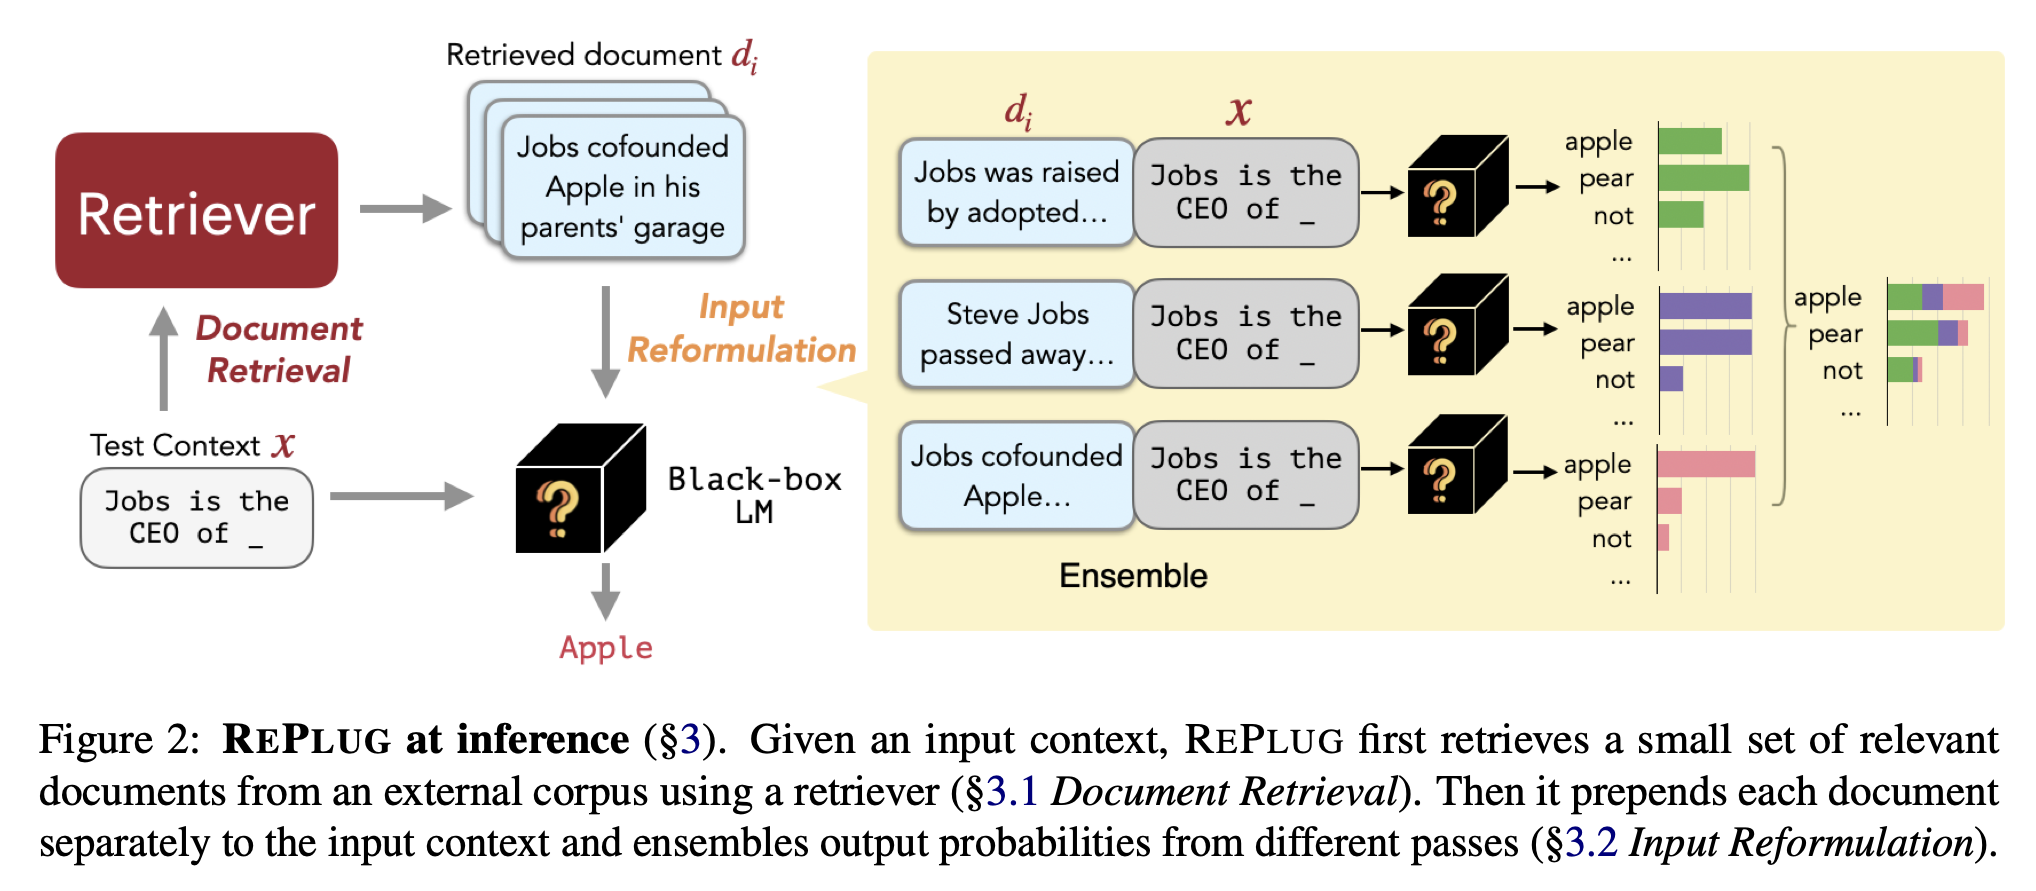 Retrieved document di
Retriever
Jobs cofounded
Apple in his
parents' garage
Document
Retrieval
Input
Reformulation
Test Context x
Jobs is the
CEO of _
?
Black-box
LM
Apple
di
x
Jobs was raised
by adopted...
Jobs is the
CEO of _
?
apple
pear
not
...
Steve Jobs
passed away...
Jobs is the
CEO of _
?
apple
pear
not
...
Jobs cofounded
Apple...
Jobs is the
CEO of _
?
apple
pear
not
...
apple
pear
not
...
Ensemble
Figure 2: REPLUG at inference (§3). Given an input context, REPLUG first retrieves a small set of relevant
documents from an external corpus using a retriever (§3.1 Document Retrieval). Then it prepends each document
separately to the input context and ensembles output probabilities from different passes (§3.2 Input Reformulation).